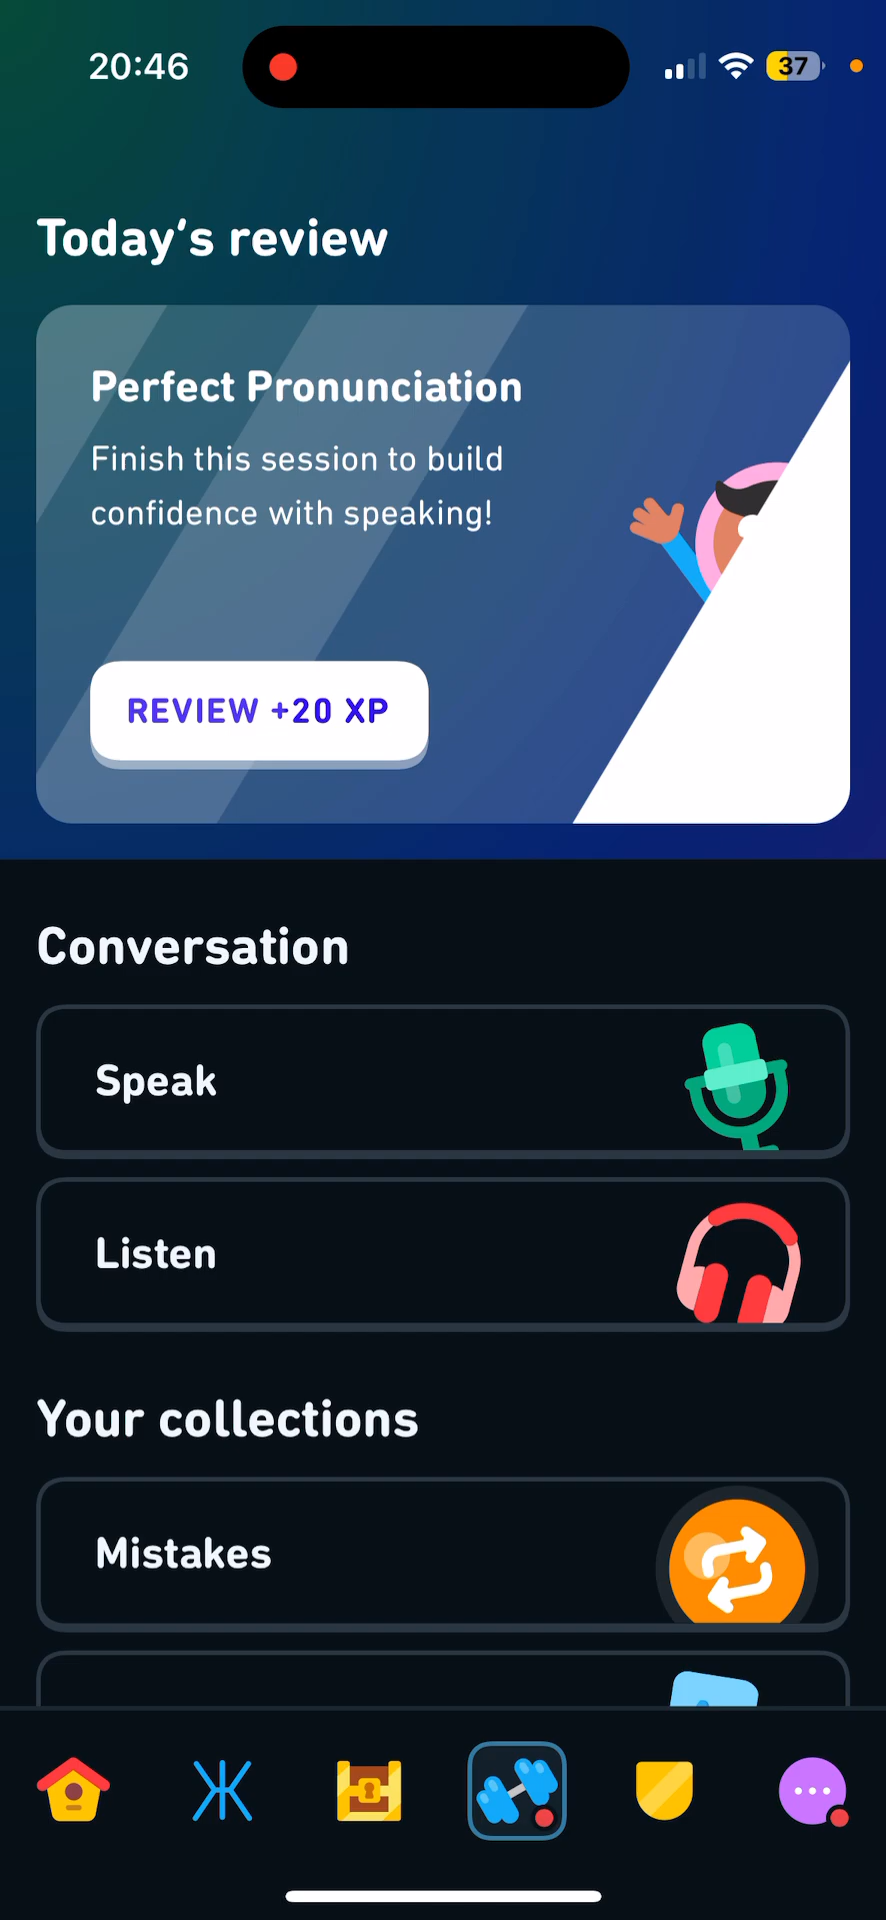 20:46
37
Today's review
Perfect Pronunciation
Finish this session to build
confidence with speaking!
REVIEW +20 XP
Conversation
Speak
Listen
Your collections
Mistakes
Ж